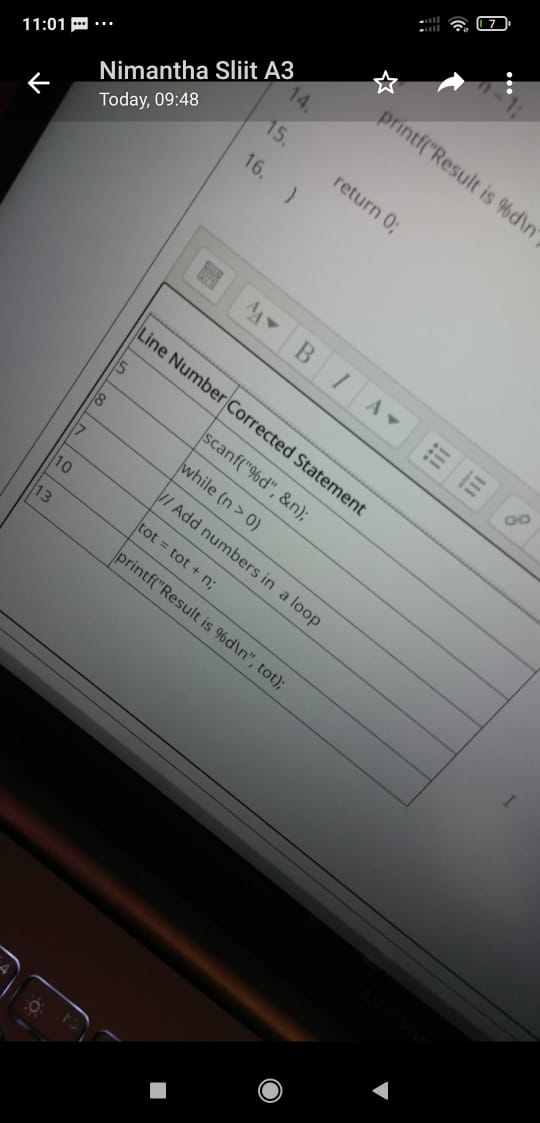 11:01
7
Nimantha Sliit A3
Today, 09:48
14.
printf("Result is %d\n",
15.
16.
return 0;
}
A
B
I
A
Line Number Corrected Statement
5 scanf("%d", &n);
8 while (n > 0)
7 // Add numbers in a loop
10 tot = tot + n;
13 printf("Result is %d\n", tot);